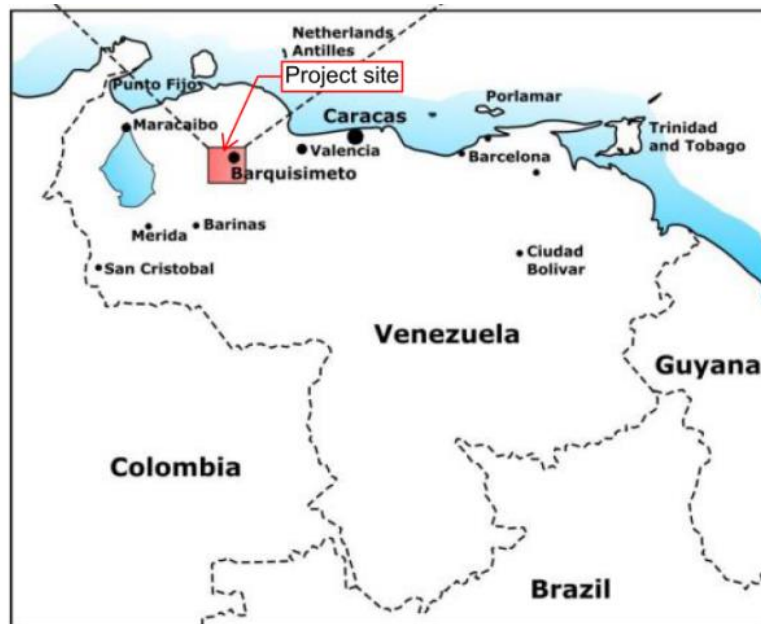 Netherlands
Antilles
Project site
Punto Fijo
Porlamar
Caracas
Maracaibo
Trinidad
and Tobago
Valencia
Barcelona
Barquisimeto
Merida
Barinas
Ciudad
Bolivar
San Cristobal
Venezuela
Guyana
Colombia
Brazil